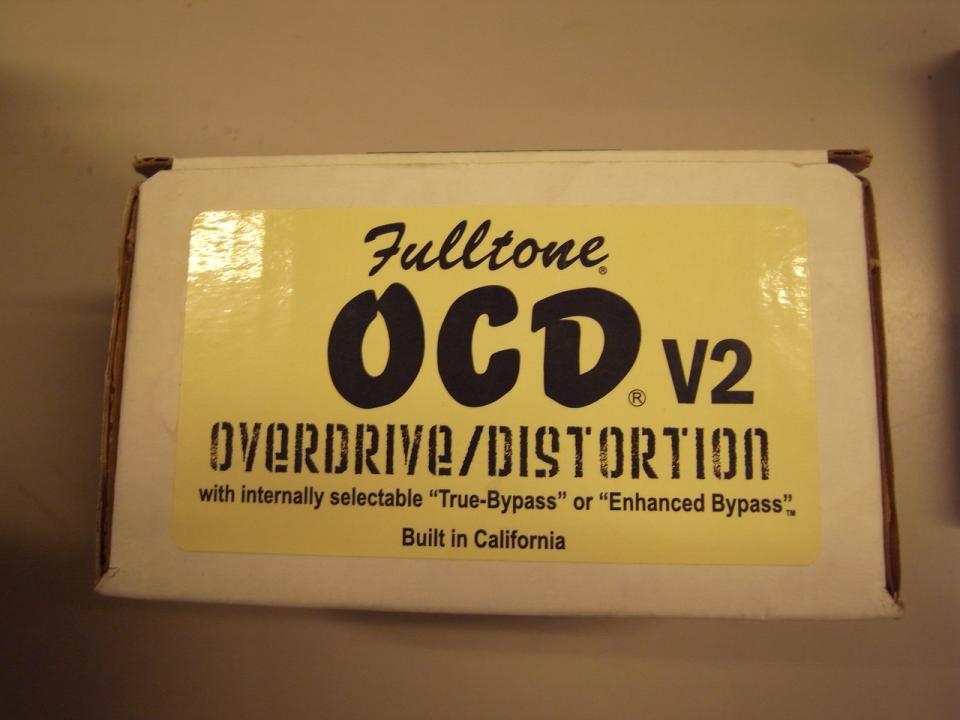 Fulltone®
OCD® V2
OVERDRIVE/DISTORTION
with internally selectable “True-Bypass” or “Enhanced Bypass”™
Built in California